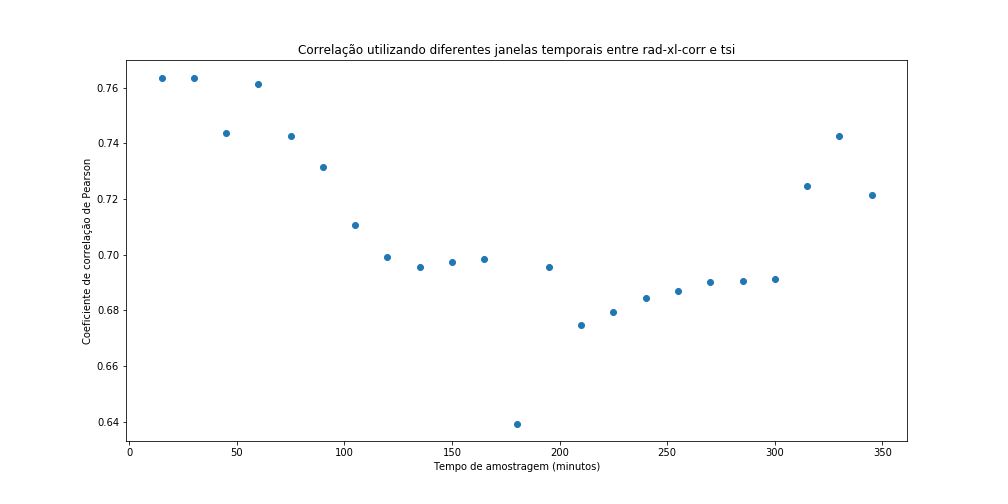 Correlação utilizando diferentes janelas temporais entre rad-xl-corr e tsi
Coeficiente de correlação de Pearson
0.76
0.74
0.72
0.70
0.68
0.66
0.64
0 50 100 150 200 250 300 350
Tempo de amostragem (minutos)